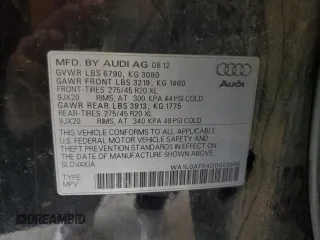 MFD. BY AUDI AG 08 12
GVWR LBS 6790, KG 3080
GAWR FRONT LBS 3219, KG 1460
FRONT-TIRES 275/45 R20 XL
9JX20 RIMS, AT 300 KPA 44 PSI COLD
GAWR REAR LBS 3913, KG 1775
REAR-TIRES 275/45 R20 XL
9JX20 RIMS, AT 340 KPA 49 PSI COLD
THIS VEHICLE CONFORMS TO ALL APPLICABLE
U.S. FEDERAL MOTOR VEHICLE SAFETY AND
THEFT PREVENTION STANDARDS IN EFFECT ON
THE DATE OF MANUFACTURE SHOWN ABOVE.
SLOVAKIA
TYPE:
MPV
Audi
DREAMBID